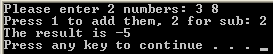 Please enter 2 numbers: 3 8
Press 1 to add them, 2 for sub: 2
The result is -5
Press any key to continue . . .